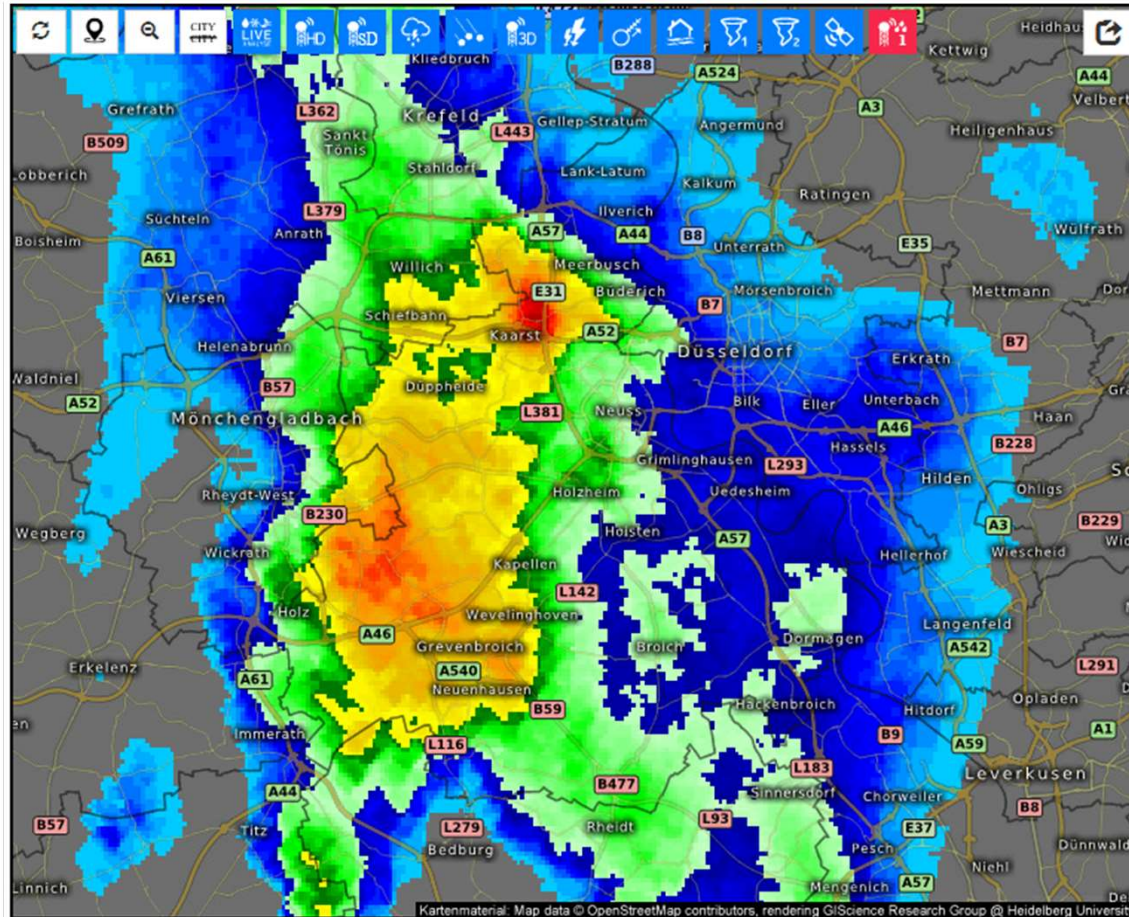 CITY
CITY
LIVE
ANALYSE
HD
SD
3D
1
2
1
Kliedbruch
B288
A524
Kettwig
A44
Grefrath
L362
Krefeld
A3
Velbert
B509
Sankt
Tönis
L443
Gellep-Stratum
Angermund
Heiligenhaus
Lobberich
Stahldorf
Lank-Latum
Kalkum
Ratingen
Süchteln
L379
Ilverich
Boisheim
Anrath
A57
A44
B8
Unterrath
E35
Wülfrath
A61
Willich
Meerbusch
Viersen
E31
Büderich
Mörsenbroich
Mettmann
Schiefbahn
B7
Helenabrunn
Kaarst
A52
Düsseldorf
B7
Erkrath
Waldniel
B57
Düppheide
A52
Mönchengladbach
L381
Neuss
Bilk
Eller
Unterbach
Haan
A46
Hassels
B228
Grimlinghausen
L293
Hilden
Rheydt-West
Holzheim
Uedesheim
Ohligs
B230
Wegberg
Hoisten
A57
A3
B229
Wickrath
Kapellen
Hellerhof
Wiescheid
L142
Holz
Wevelinghoven
Langenfeld
A46
Grevenbroich
Broich
Dormagen
A542
Erkelenz
A540
L291
A61
Neuenhausen
Opladen
B59
Hackenbroich
Hitdorf
Immerath
L116
B9
A59
A1
L183
Leverkusen
A44
B477
Sinnersdorf
Chorweiler
B8
B57
Titz
L279
Rheidt
L93
E37
Bedburg
Pesch
Dünnwald
Linnich
Niehl
Mengenich
A57
Kartenmaterial: Map data © OpenStreetMap contributors, rendering GIScience Research Group @ Heidelberg Universit